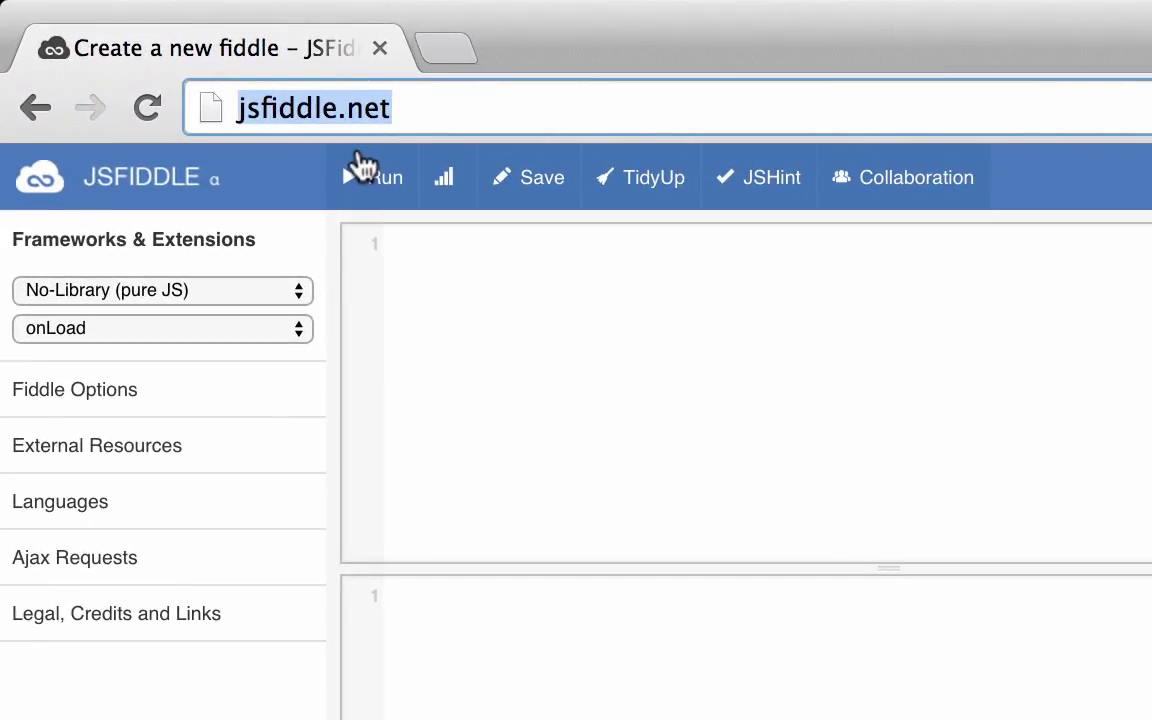 Create a new fiddle – JSFid
jsfiddle.net
JSFIDDLE α
Run
Save
TidyUp
JSHint
Collaboration
Frameworks & Extensions
No-Library (pure JS)
onLoad
Fiddle Options
External Resources
Languages
Ajax Requests
Legal, Credits and Links
1
1